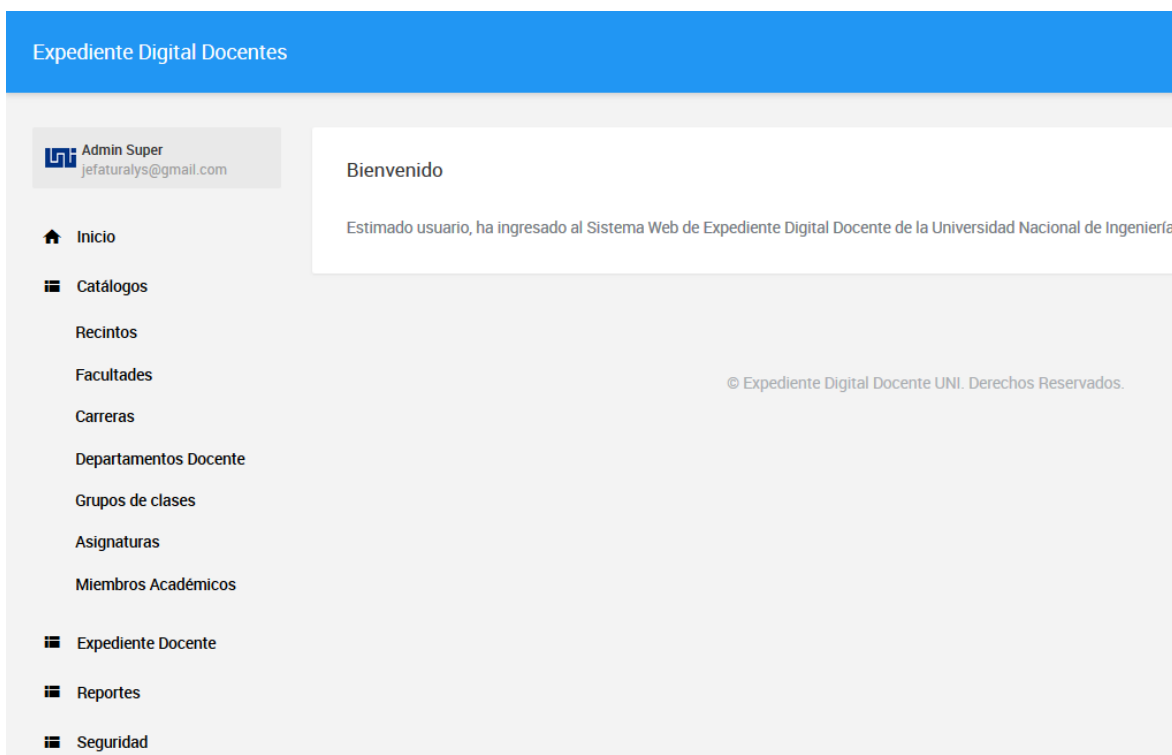 Expediente Digital Docentes
uni
Admin Super
jefaturalys@gmail.com
Bienvenido
Estimado usuario, ha ingresado al Sistema Web de Expediente Digital Docente de la Universidad Nacional de Ingeniería
Inicio
Catálogos
Recintos
Facultades
Carreras
Departamentos Docente
Grupos de clases
Asignaturas
Miembros Académicos
Expediente Docente
Reportes
Seguridad
© Expediente Digital Docente UNI. Derechos Reservados.